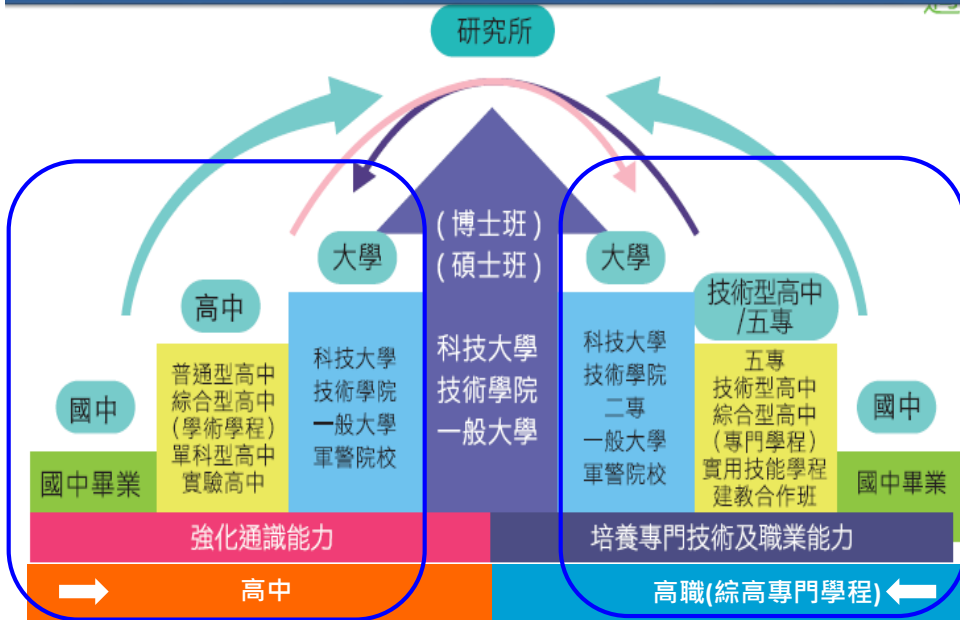 研究所
(博士班)
(碩士班)
科技大學
技術學院
一般大學
大學
科技大學
技術學院
一般大學
軍警院校
高中
普通型高中
綜合型高中
(學術學程)
單科型高中
實驗高中
國中
國中畢業
大學
科技大學
技術學院
二專
一般大學
軍警院校
技術型高中
/五專
五專
技術型高中
綜合型高中
(專門學程)
實用技能學程
建教合作班
國中
國中畢業
強化通識能力
培養專門技術及職業能力
高中
高職(綜高專門學程)